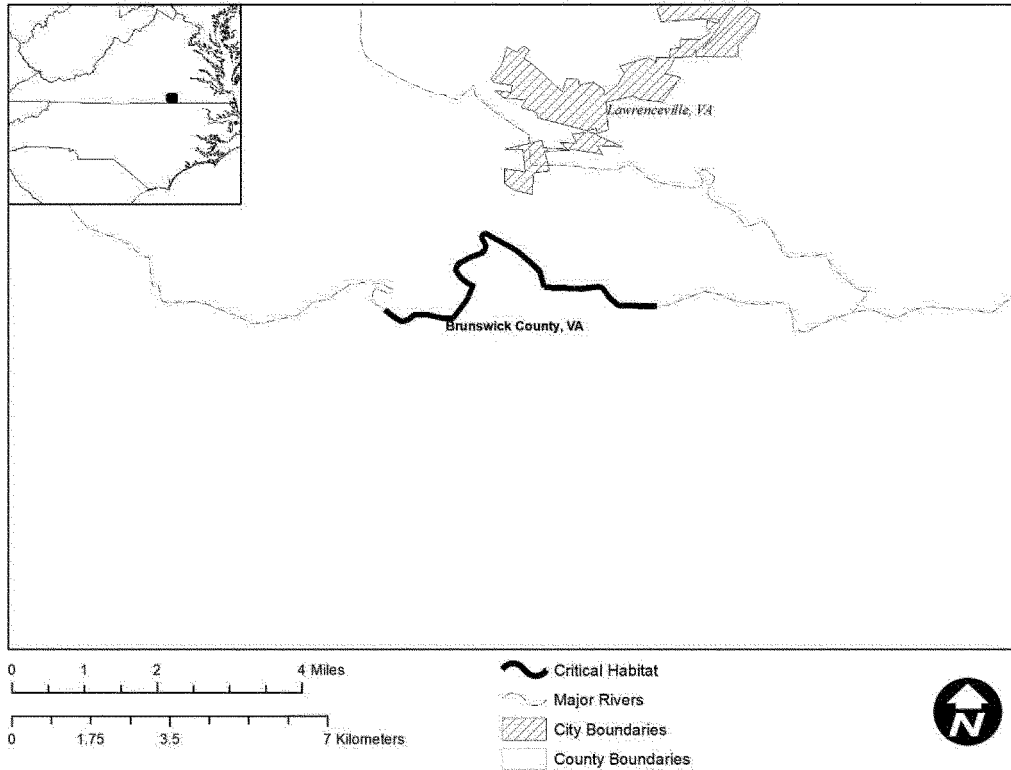 Lawrenceville, VA
Brunswick County, VA
0 1 2 4 Miles
0 1.75 3.5 7 Kilometers
Critical Habitat
Major Rivers
City Boundaries
County Boundaries
N